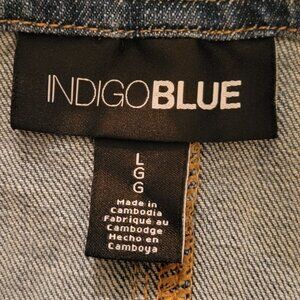 INDIGOBLUE
L
G
G
Made in
Cambodia
Fabriqué au
Cambodge
Hecho en
Camboya